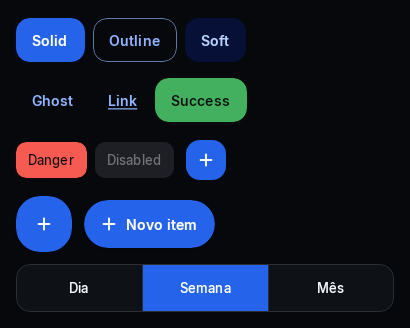 Solid Outline Soft
Ghost Link Success
Danger Disabled +
+ + Novo item
Dia Semana Mês